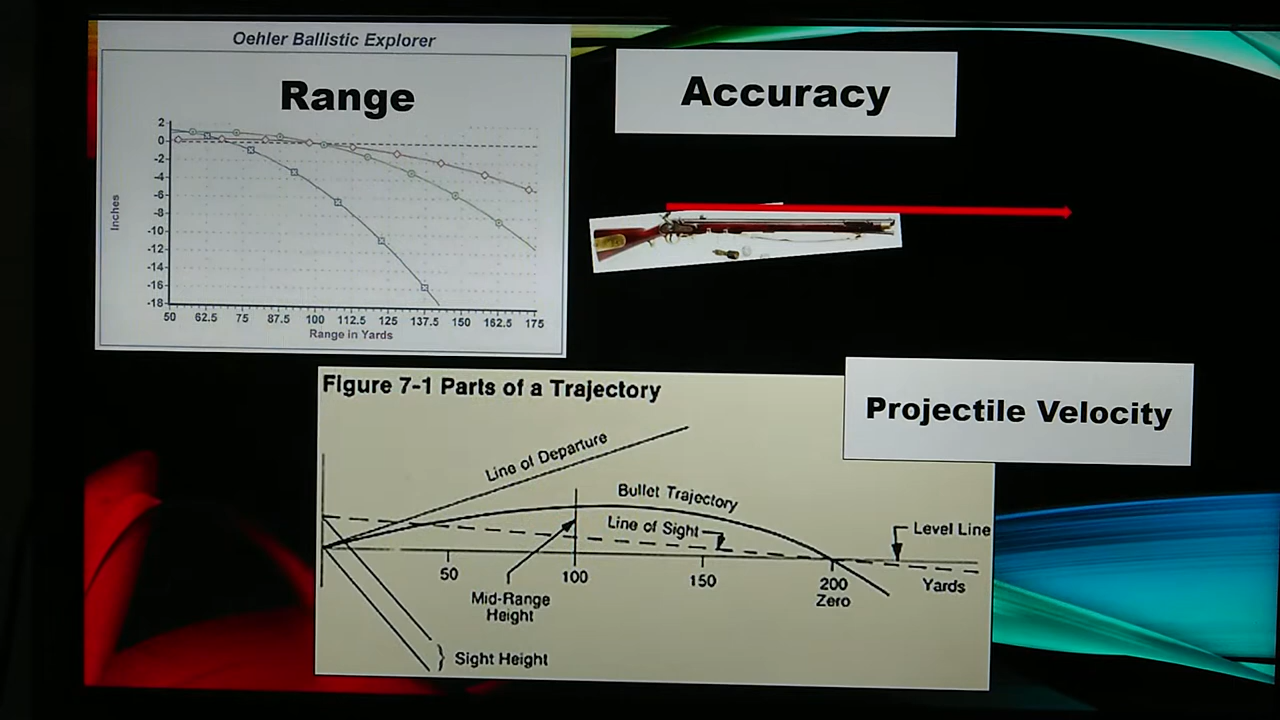 Oehler Ballistic Explorer
Range
Inches
2
0
-2
-4
-6
-8
-10
-12
-14
-16
-18
50 62.5 75 87.5 100 112.5 125 137.5 150 162.5 175
Range in Yards
Accuracy
Projectile Velocity
Figure 7-1 Parts of a Trajectory
Line of Departure
Bullet Trajectory
Line of Sight
Level Line
50 100 150 200
Zero
Yards
Mid-Range
Height
Sight Height